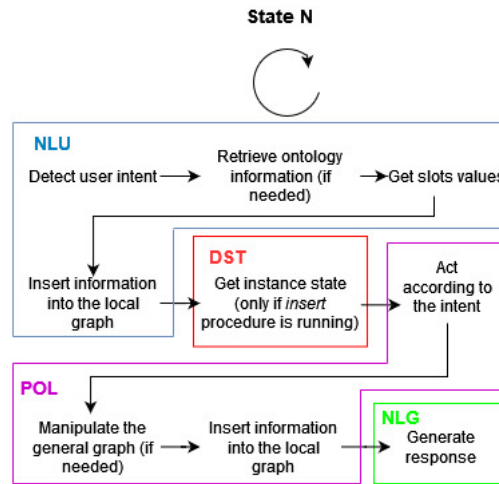 State N
NLU
Detect user intent
Retrieve ontology
information (if
needed)
Get slots values
Insert information
into the local
graph
DST
Get instance state
(only if insert
procedure is running)
Act
according to
the intent
POL
Manipulate the
general graph (if
needed)
Insert information
into the local
graph
NLG
Generate
response